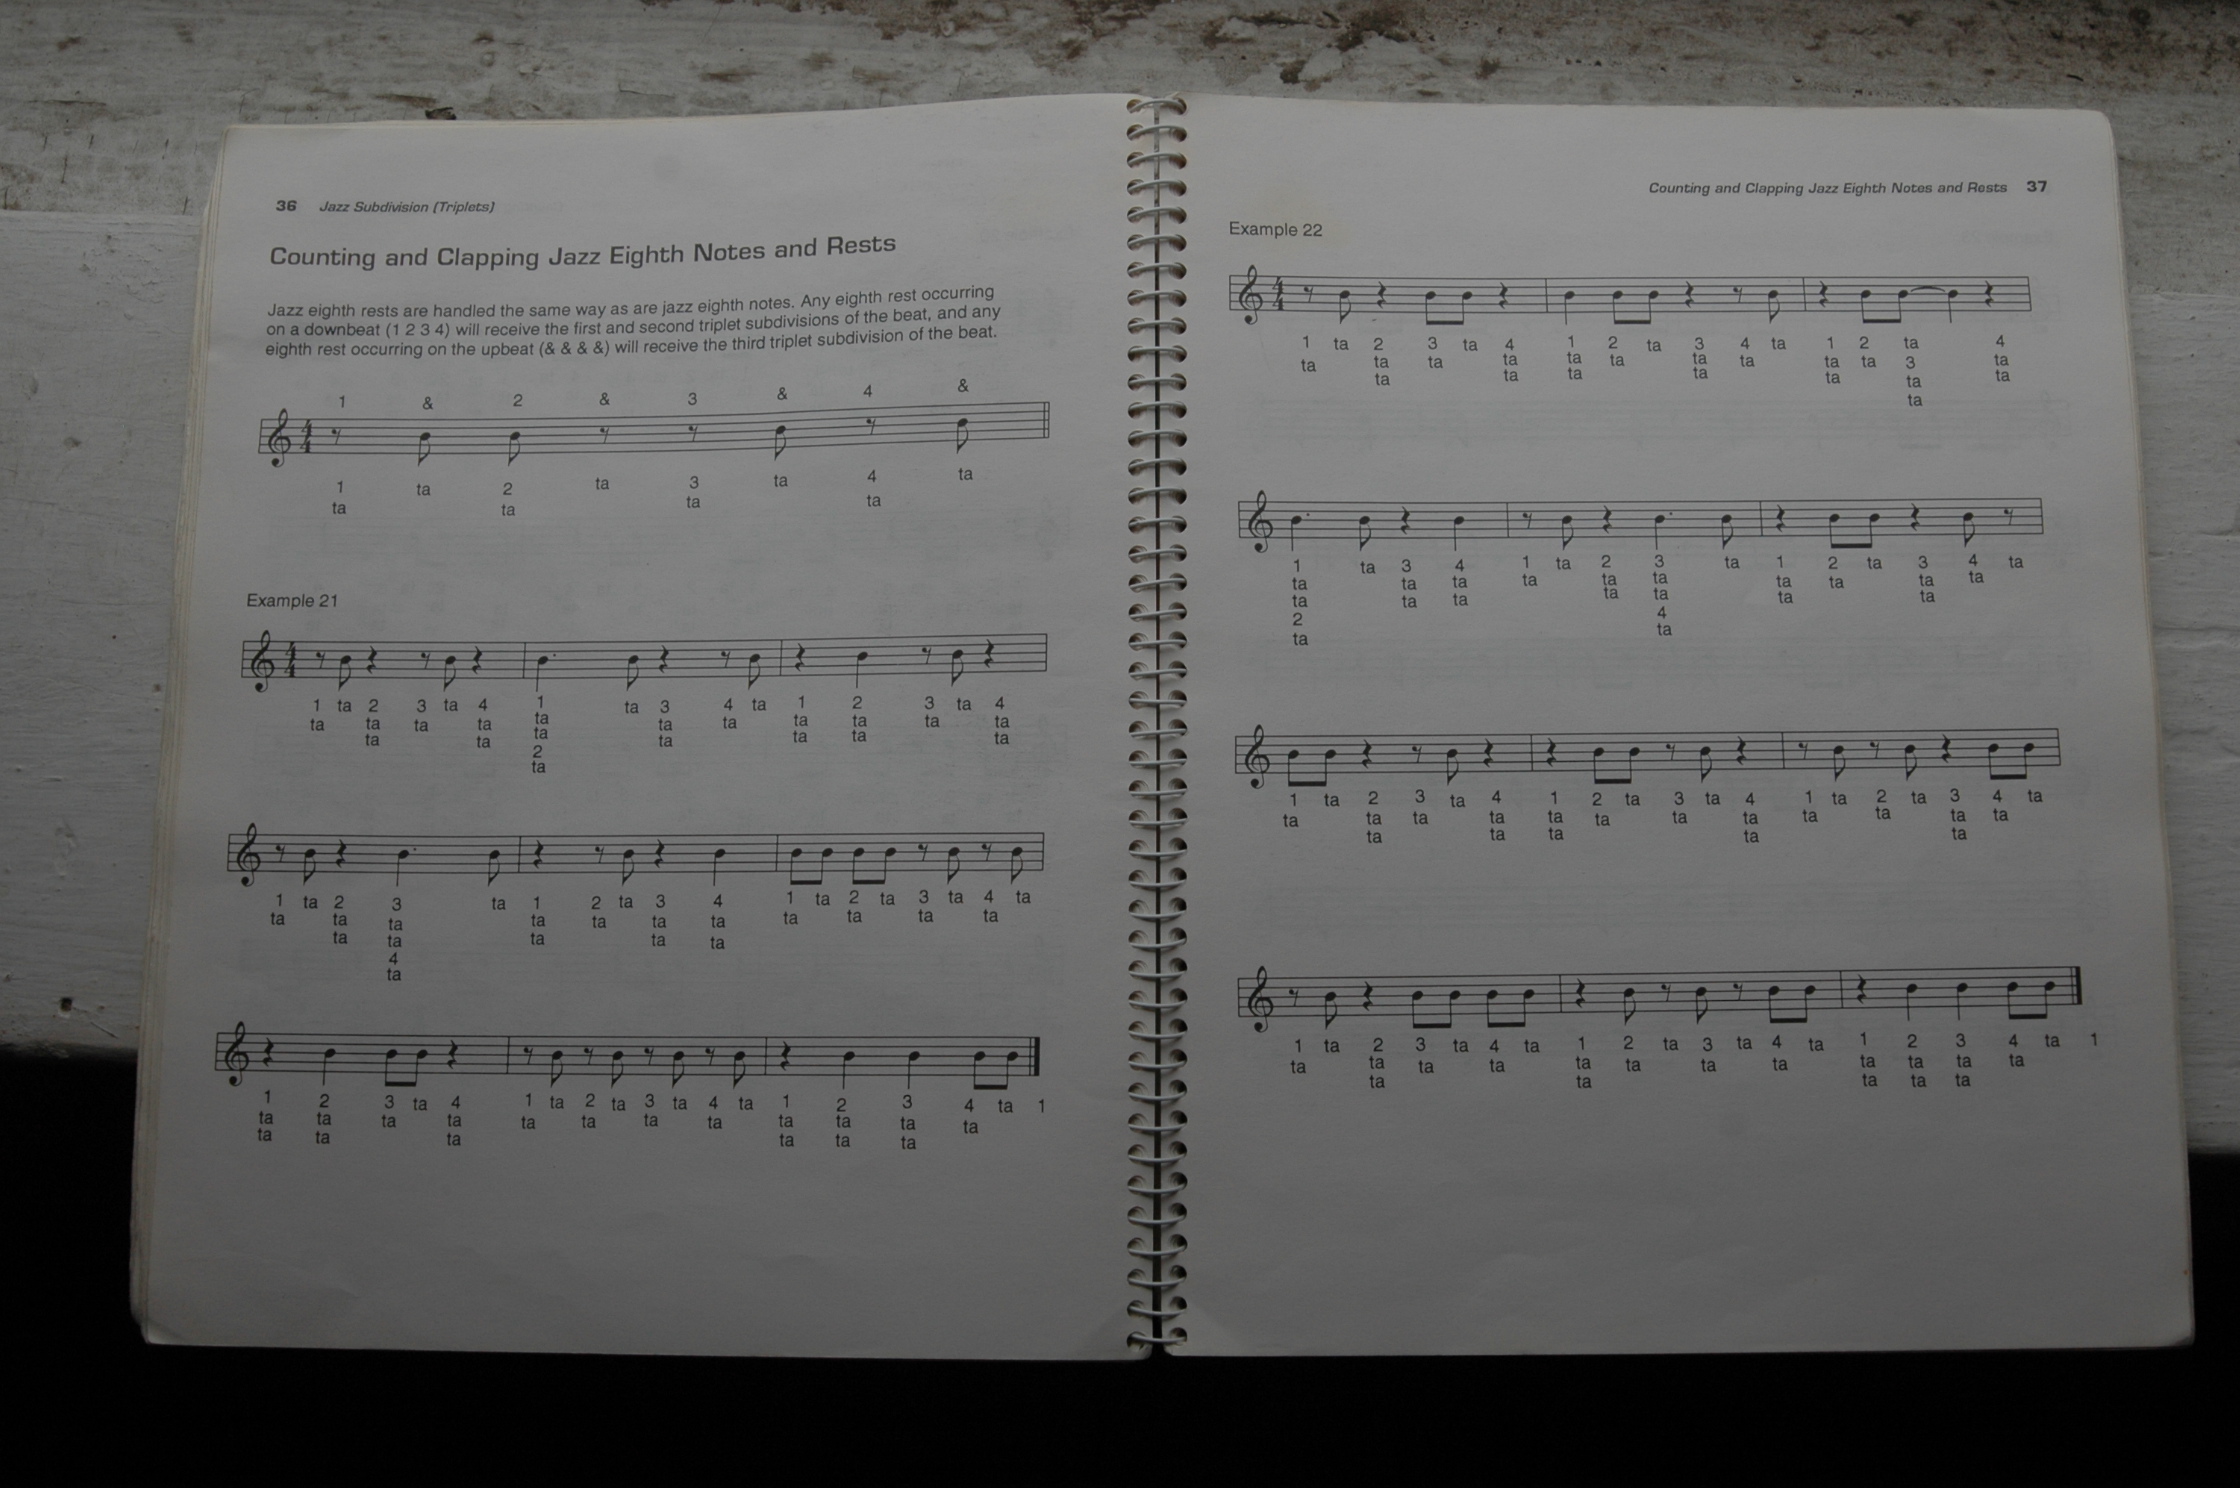 36 Jazz Subdivision (Triplets)
Counting and Clapping Jazz Eighth Notes and Rests
Jazz eighth rests are handled the same way as are jazz eighth notes. Any eighth rest occurring
on a downbeat (1 2 3 4) will receive the first and second triplet subdivisions of the beat, and any
eighth rest occurring on the upbeat (& & & &) will receive the third triplet subdivision of the beat.
1 & 2 & 3 & 4 &
4
4
1 ta 2 ta 3 ta 4 ta
ta ta ta ta
Example 21
4
4
1 ta 2 3 ta 4 1 ta 3 4 ta 1 2 3 ta 4
ta ta ta ta ta ta ta ta ta ta ta
ta ta ta ta ta ta ta
2
ta
1 ta 2 3 ta 1 2 ta 3 4 1 ta 2 ta 3 ta 4 ta
ta ta ta ta ta ta ta ta ta ta ta
ta ta ta ta ta
4
ta
1 2 3 ta 4 1 ta 2 ta 3 ta 4 ta 1 2 3 4 ta 1
ta ta ta ta ta ta ta ta ta ta ta ta
ta ta ta ta ta ta
Counting and Clapping Jazz Eighth Notes and Rests 37
Example 22
4
4
1 ta 2 3 ta 4 1 2 ta 3 4 ta 1 2 ta 4
ta ta ta ta ta ta ta ta ta ta 3 ta
ta ta ta ta ta ta ta
ta
1 ta 3 4 1 ta 2 3 ta 1 2 ta 3 4 ta
ta ta ta ta ta ta ta ta ta ta
ta ta ta ta ta ta ta
2 4
ta ta
1 ta 2 3 ta 4 1 2 ta 3 ta 4 1 ta 2 ta 3 4 ta
ta ta ta ta ta ta ta ta ta ta ta ta
ta ta ta ta ta
1 ta 2 3 ta 4 ta 1 2 ta 3 ta 4 ta 1 2 3 4 ta 1
ta ta ta ta ta ta ta ta ta ta ta ta
ta ta ta ta ta